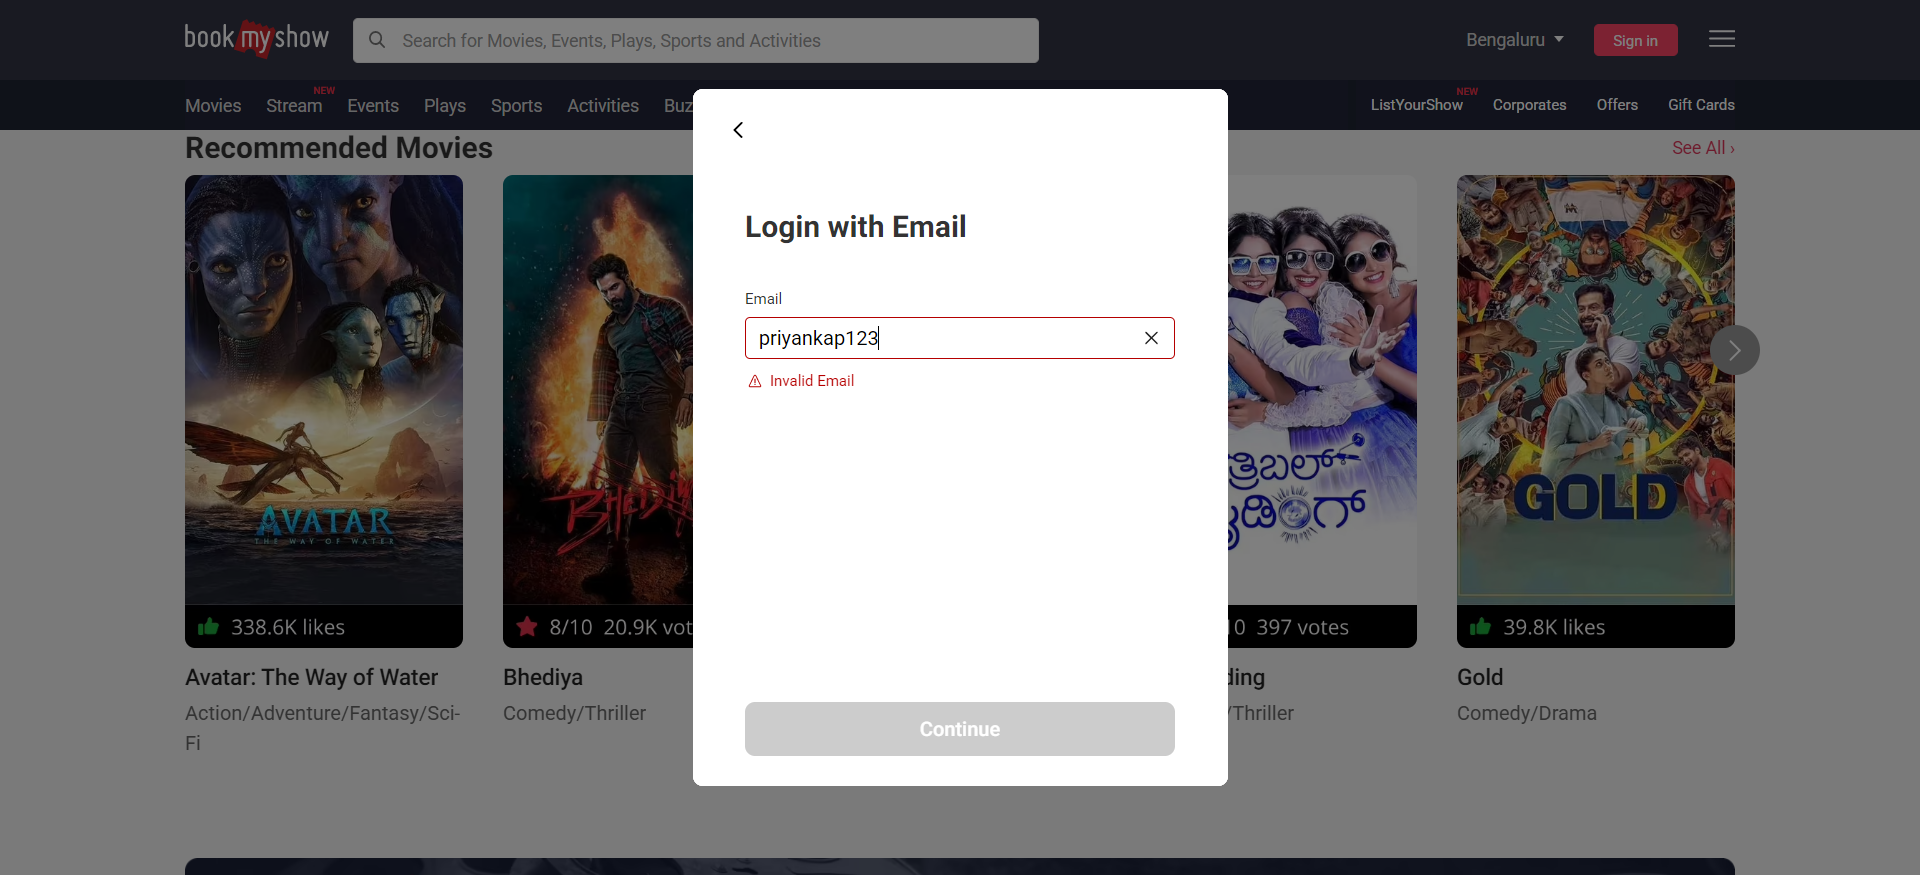 book my show
Search for Movies, Events, Plays, Sports and Activities
Bengaluru
Sign in
Movies
Stream
NEW
Events
Plays
Sports
Activities
Buz
ListYourShow
NEW
Corporates
Offers
Gift Cards
Recommended Movies
See All ›
Login with Email
Email
priyankap123
Invalid Email
Continue
AVATAR
THE WAY OF WATER
338.6K likes
Avatar: The Way of Water
Action/Adventure/Fantasy/Sci-
Fi
8/10 20.9K vot
Bhediya
Comedy/Thriller
ತ್ರಿಬಲ್
397 votes
ding
/Thriller
GOLD
39.8K likes
Gold
Comedy/Drama